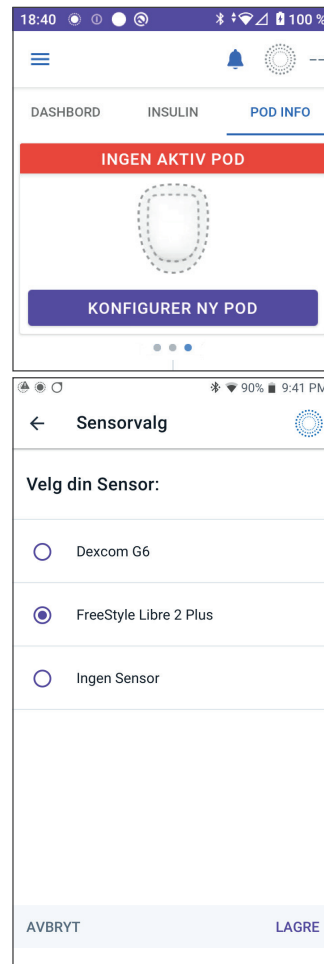 18:40 100 %
--
DASHBORD INSULIN POD INFO
INGEN AKTIV POD
KONFIGURER NY POD
90% 9:41 PM
Sensorvalg
Velg din Sensor:
Dexcom G6
FreeStyle Libre 2 Plus
Ingen Sensor
AVBRYT LAGRE